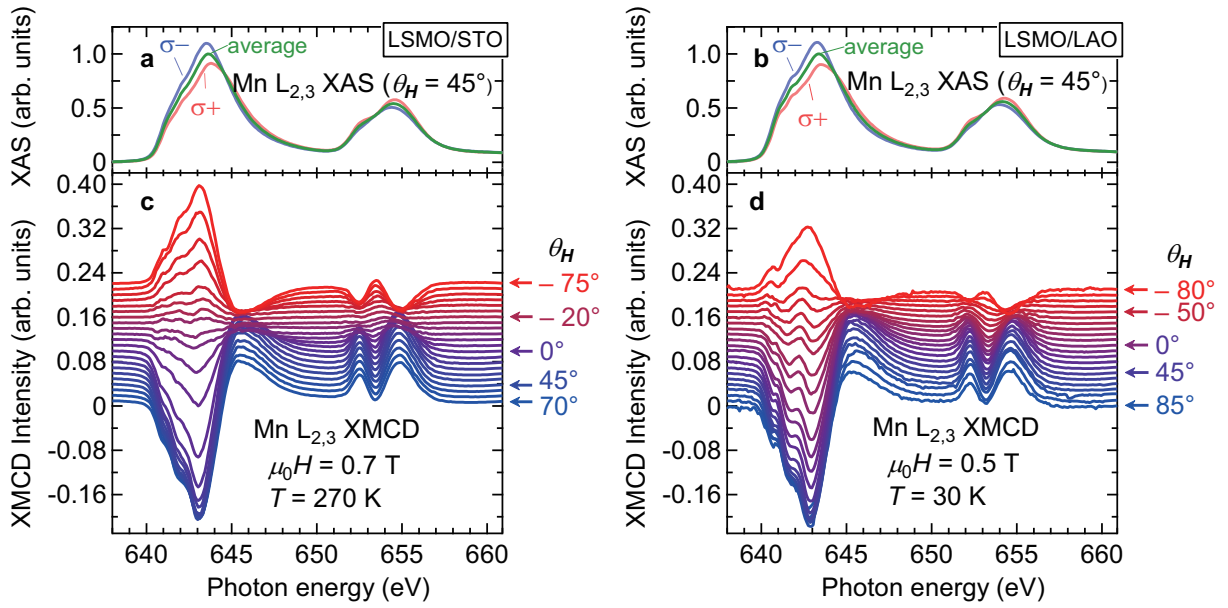 a
σ−
average
LSMO/STO
Mn L2,3 XAS (θH = 45°)
σ+
XAS (arb. units)
1.0
0.5
0
c
XMCD Intensity (arb. units)
0.40
0.32
0.24
0.16
0.08
0
-0.08
-0.16
θH
– 75°
– 20°
0°
45°
70°
Mn L2,3 XMCD
μ0H = 0.7 T
T = 270 K
640
645
650
655
660
Photon energy (eV)
b
σ−
average
LSMO/LAO
Mn L2,3 XAS (θH = 45°)
σ+
XAS (arb. units)
1.0
0.5
0
d
XMCD Intensity (arb. units)
0.40
0.32
0.24
0.16
0.08
0
-0.08
-0.16
θH
– 80°
– 50°
0°
45°
85°
Mn L2,3 XMCD
μ0H = 0.5 T
T = 30 K
640
645
650
655
660
Photon energy (eV)